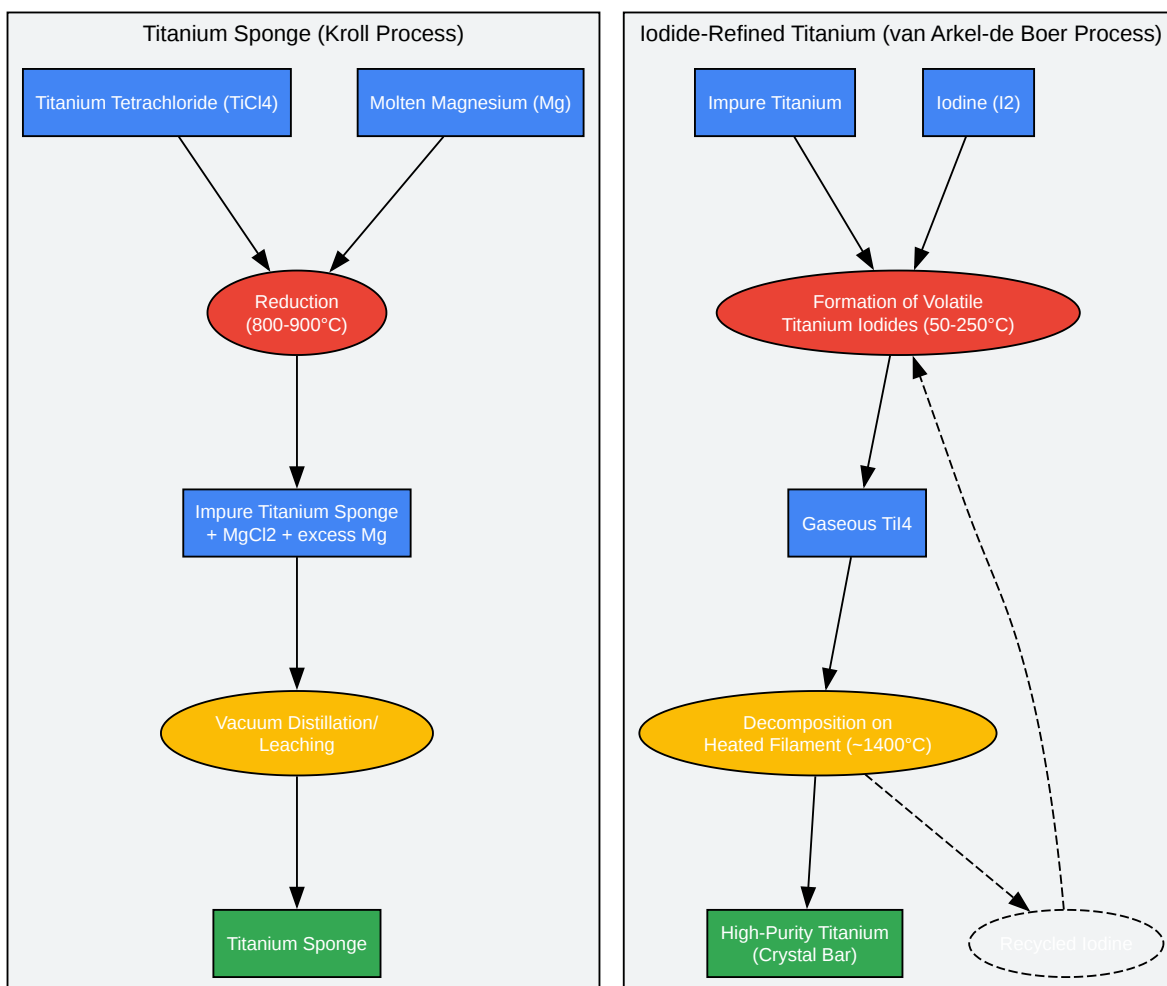 Titanium Sponge (Kroll Process)
Titanium Tetrachloride (TiCl4)
Molten Magnesium (Mg)
Reduction
(800-900°C)
Impure Titanium Sponge
+ MgCl2 + excess Mg
Vacuum Distillation/
Leaching
Titanium Sponge
Iodide-Refined Titanium (van Arkel-de Boer Process)
Impure Titanium
Iodine (I2)
Formation of Volatile
Titanium Iodides (50-250°C)
Gaseous TiI4
Decomposition on
Heated Filament (~1400°C)
High-Purity Titanium
(Crystal Bar)
Recycled Iodine